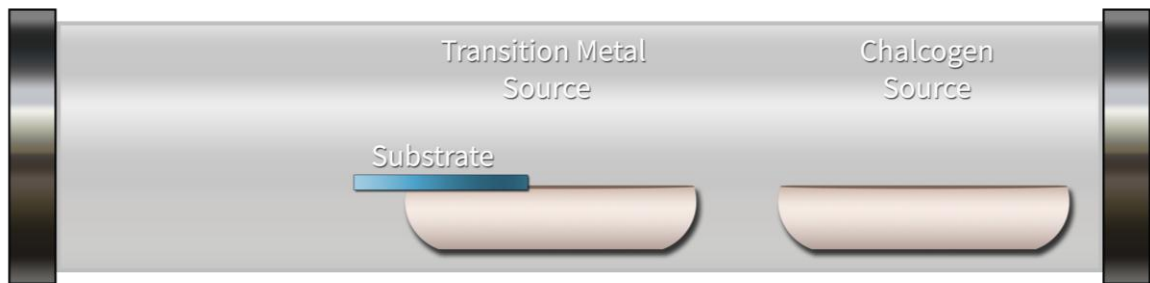 Transition Metal
Source
Chalcogen
Source
Substrate